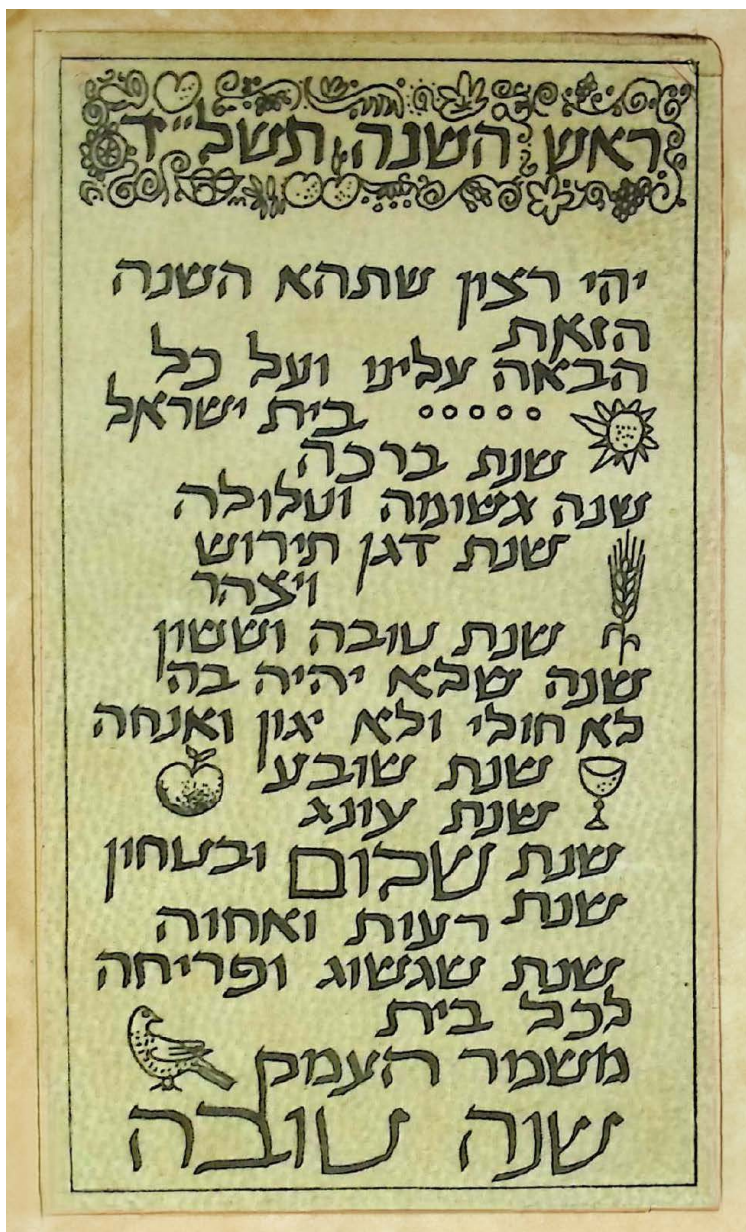 ראש השנה תשל"ד
יהי רצון שתהא השנה
הזאת
הבאה עלינו ועל כל
••••• בית ישראל
שנת ברכה
שנה גשומה וטלולה
שנת דגן תירוש
ויצהר
שנת טובה וששון
שנה שלא יהיה בה
לא חולי ולא יגון ואנחה
שנת שובע
שנת עונג
שנת שלום ובטחון
שנת רעות ואחוה
שנת שגשוג ופריחה
לכל בית
משמר העמק
שנה טובה